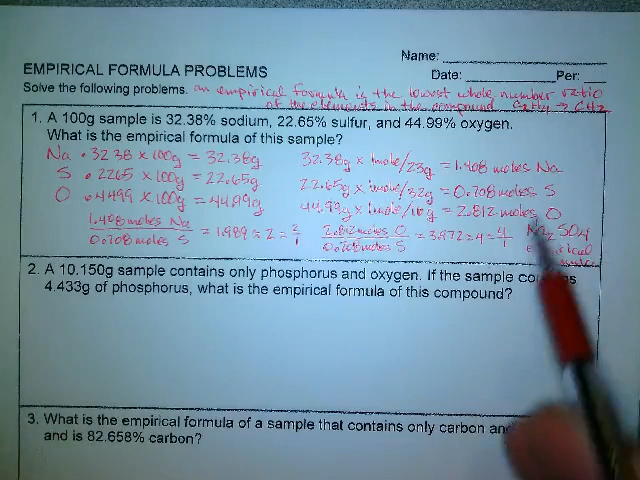 Name:
EMPIRICAL FORMULA PROBLEMS
Date: Per:
Solve the following problems. an empirical formula is the lowest whole number ratio
of the elements in the compound C₂H₄ → CH₂
1. A 100g sample is 32.38% sodium, 22.65% sulfur, and 44.99% oxygen.
What is the empirical formula of this sample?
Na .3238 x 100g = 32.38g 32.38g x 1mole/23g = 1.408 moles Na
S .2265 x 100g = 22.65g 22.65g x 1mole/32g = 0.708 moles S
O .4499 x 100g = 44.99g 44.99g x 1mole/16g = 2.812 moles O
1.408 moles Na / 0.708 moles S = 1.989 ≈ 2 = 2/1 2.812 moles O / 0.708 moles S = 3.972 ≈ 4 = 4/1 Na₂SO₄
2. A 10.150g sample contains only phosphorus and oxygen. If the sample
4.433g of phosphorus, what is the empirical formula of this compound?
3. What is the empirical formula of a sample that contains only carbon
and is 82.658% carbon?